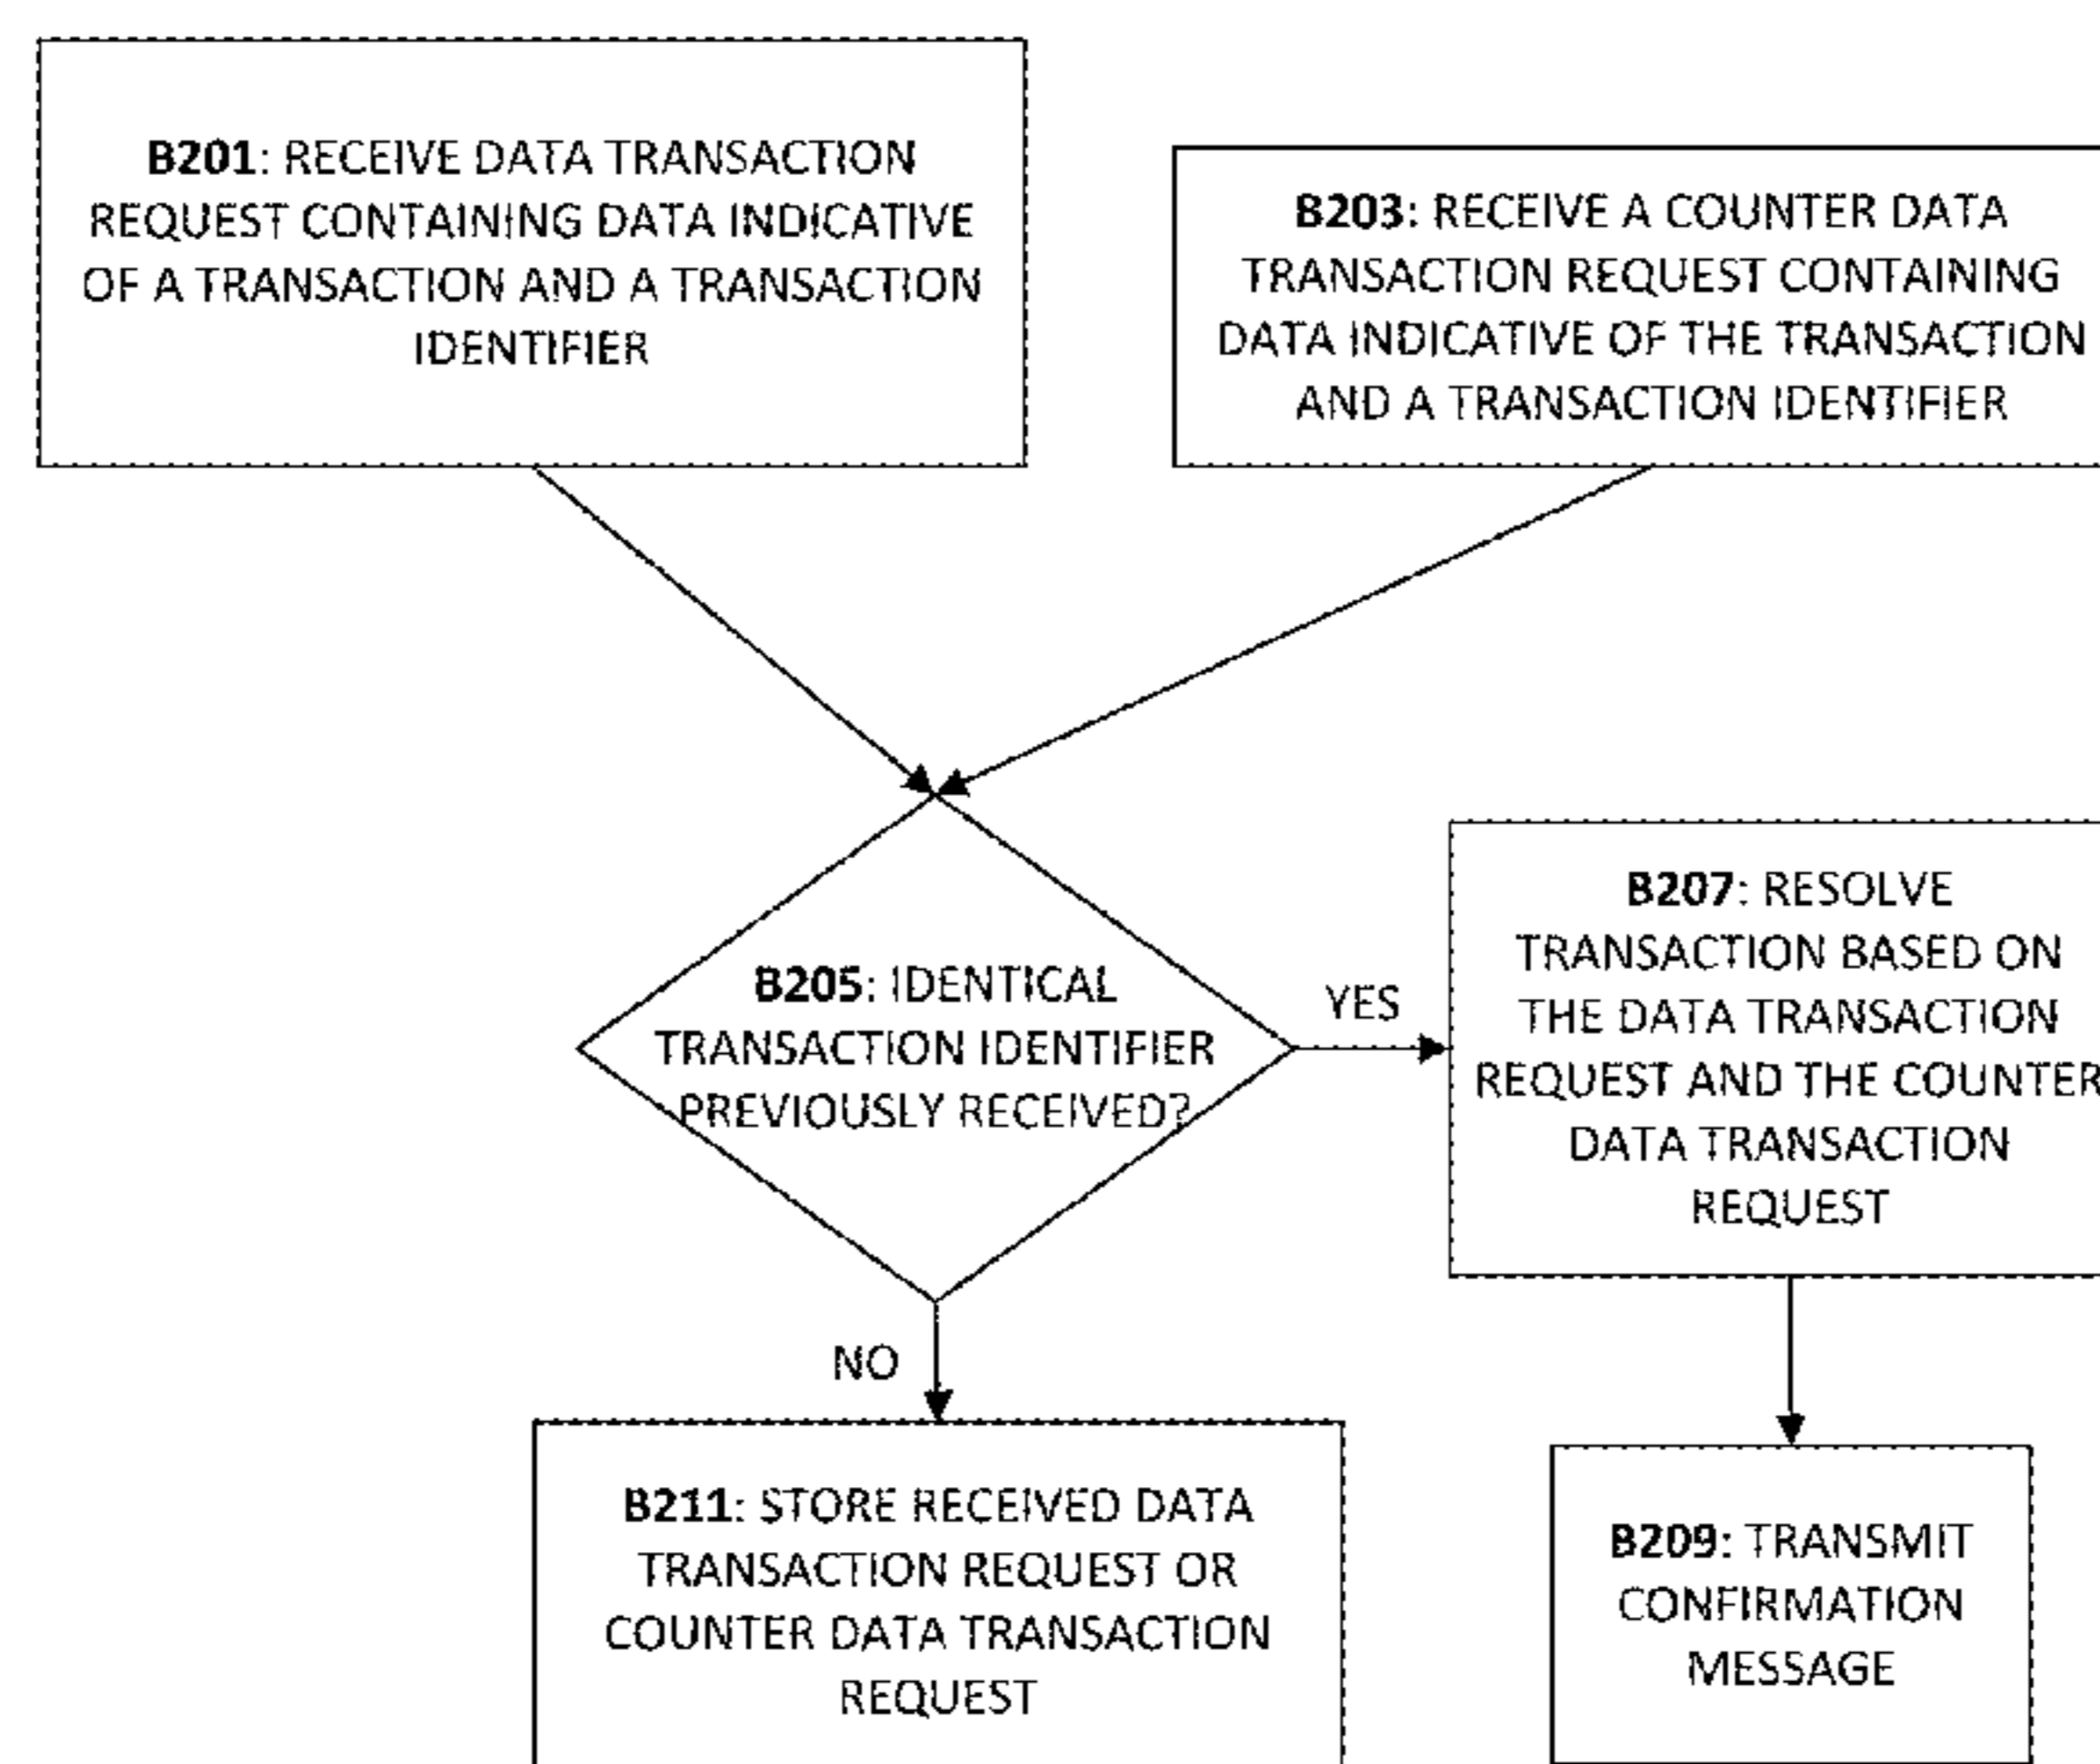 B201: RECEIVE DATA TRANSACTION
REQUEST CONTAINING DATA INDICATIVE
OF A TRANSACTION AND A TRANSACTION
IDENTIFIER
B203: RECEIVE A COUNTER DATA
TRANSACTION REQUEST CONTAINING
DATA INDICATIVE OF THE TRANSACTION
AND A TRANSACTION IDENTIFIER
B205: IDENTICAL
TRANSACTION IDENTIFIER
PREVIOUSLY RECEIVED?
YES
B207: RESOLVE
TRANSACTION BASED ON
THE DATA TRANSACTION
REQUEST AND THE COUNTER
DATA TRANSACTION
REQUEST
NO
B211: STORE RECEIVED DATA
TRANSACTION REQUEST OR
COUNTER DATA TRANSACTION
REQUEST
B209: TRANSMIT
CONFIRMATION
MESSAGE